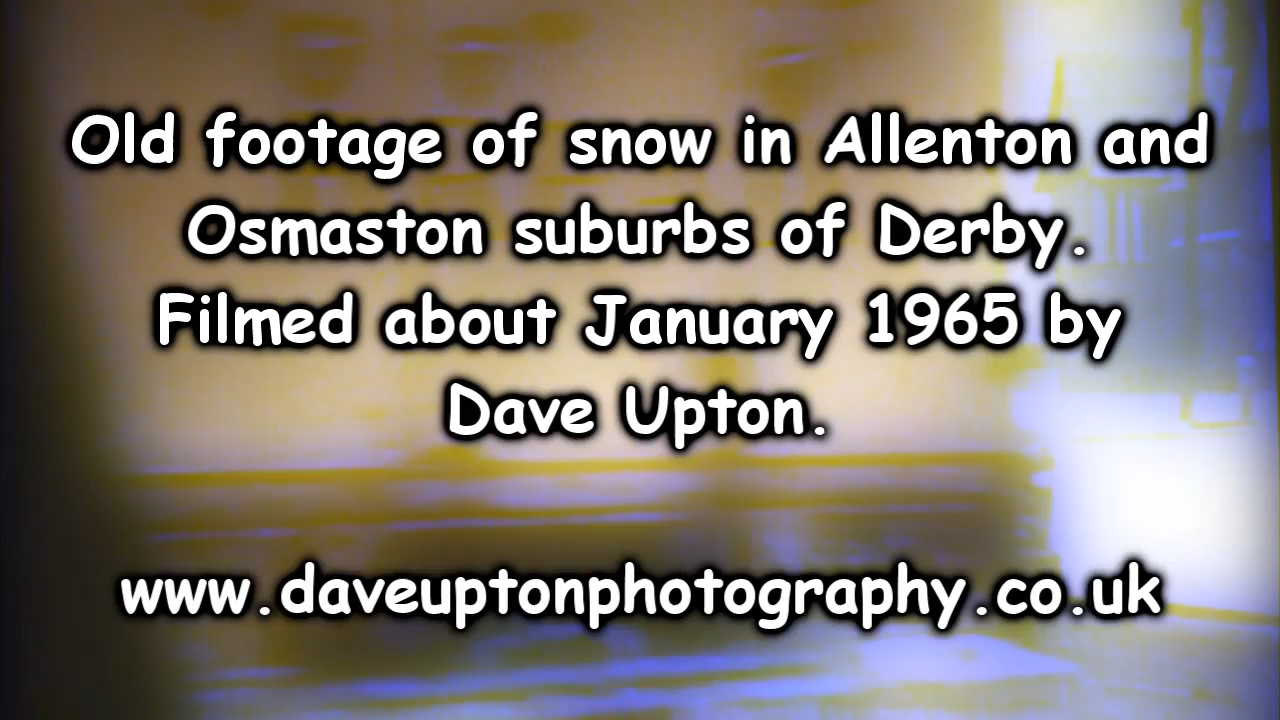 Old footage of snow in Allenton and
Osmaston suburbs of Derby.
Filmed about January 1965 by
Dave Upton.
www.daveuptonphotography.co.uk